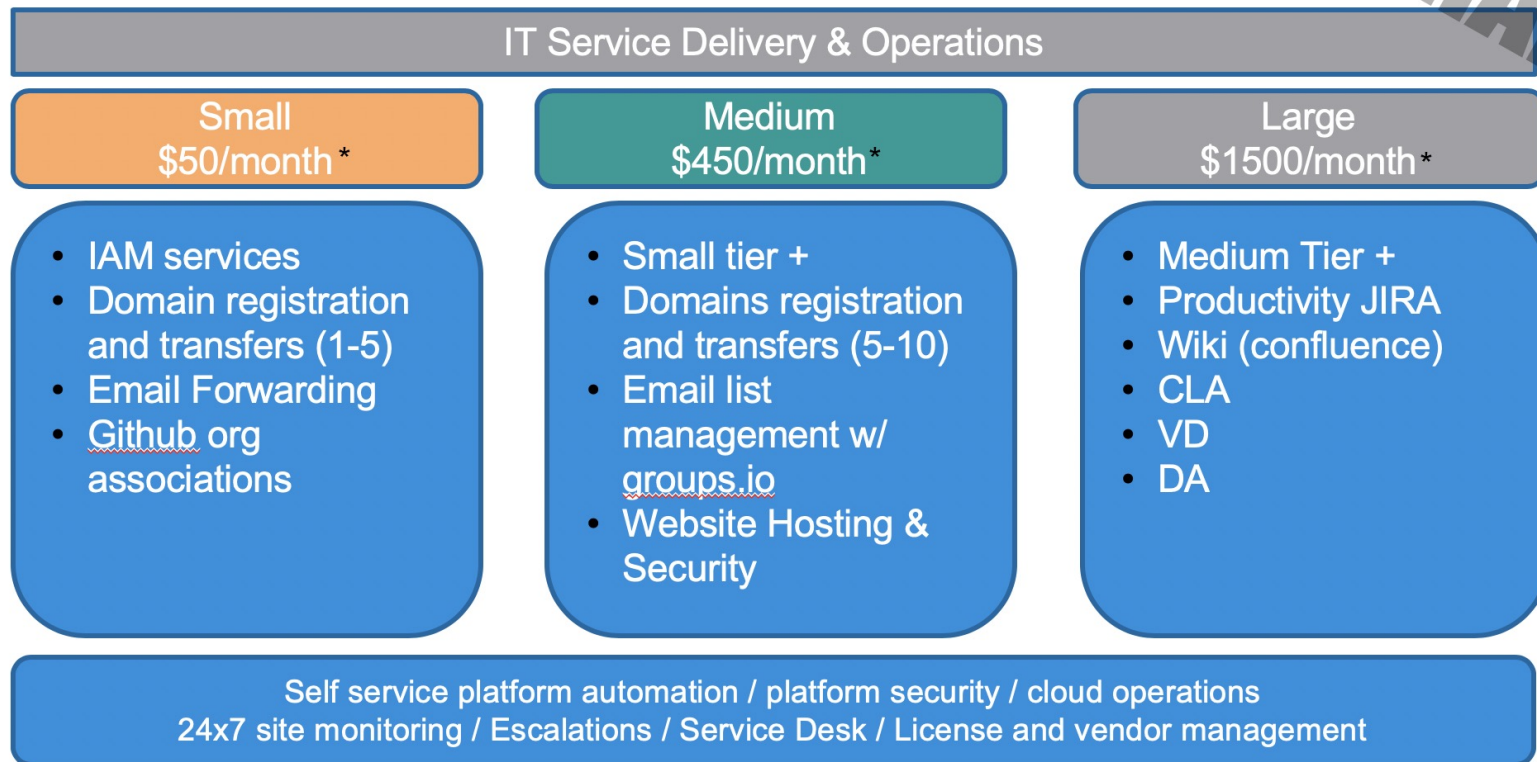 IT Service Delivery & Operations
Small
$50/month*
Medium
$450/month*
Large
$1500/month*
• IAM services
• Domain registration
and transfers (1-5)
• Email Forwarding
• Github org
associations
• Small tier +
• Domains registration
and transfers (5-10)
• Email list
management w/
groups.io
• Website Hosting &
Security
• Medium Tier +
• Productivity JIRA
• Wiki (confluence)
• CLA
• VD
• DA
Self service platform automation / platform security / cloud operations
24x7 site monitoring / Escalations / Service Desk / License and vendor management